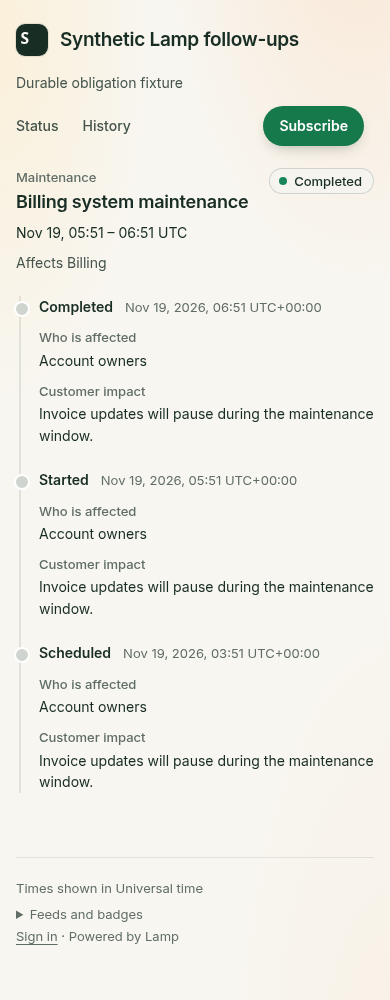 S
Synthetic Lamp follow-ups
Durable obligation fixture
Status
History
Subscribe
Maintenance
Completed
Billing system maintenance
Nov 19, 05:51 – 06:51 UTC
Affects Billing
Completed Nov 19, 2026, 06:51 UTC+00:00
Who is affected
Account owners
Customer impact
Invoice updates will pause during the maintenance
window.
Started Nov 19, 2026, 05:51 UTC+00:00
Who is affected
Account owners
Customer impact
Invoice updates will pause during the maintenance
window.
Scheduled Nov 19, 2026, 03:51 UTC+00:00
Who is affected
Account owners
Customer impact
Invoice updates will pause during the maintenance
window.
Times shown in Universal time
Feeds and badges
Sign in · Powered by Lamp